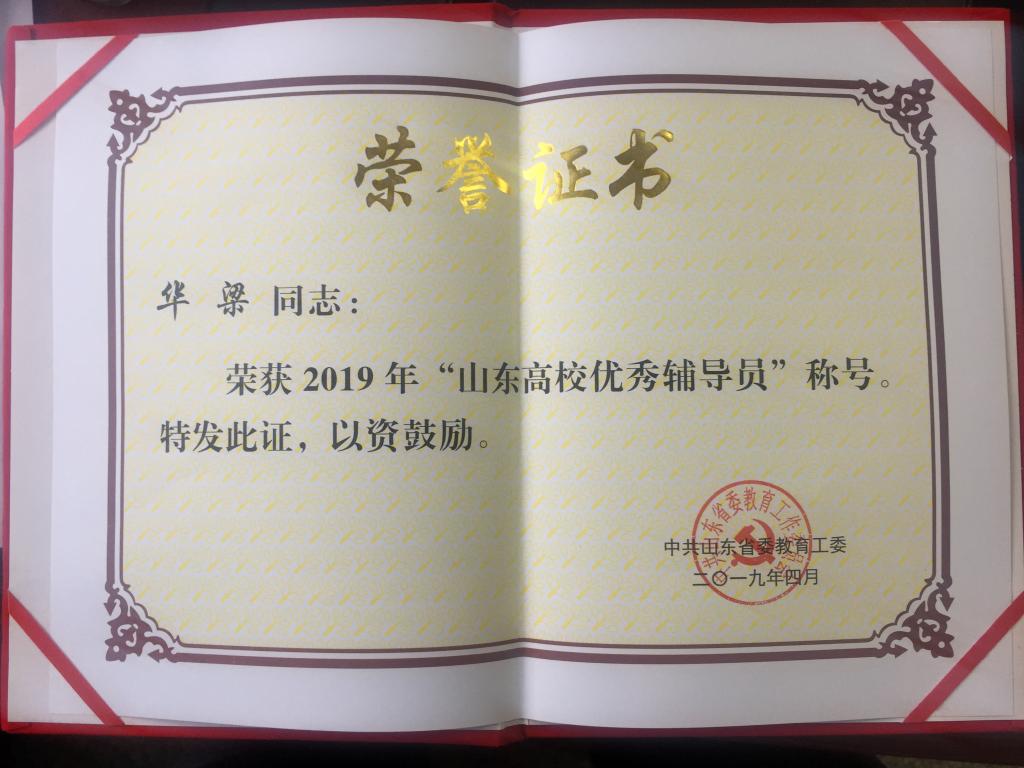 荣誉证书
华 梁 同志：
荣获 2019 年“山东高校优秀辅导员”称号。
特发此证，以资鼓励。
中共山东省委教育工委
二〇一九年四月